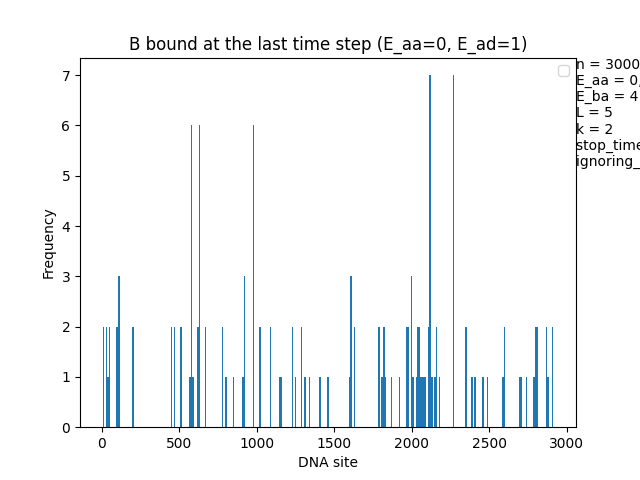 B bound at the last time step (E_aa=0, E_ad=1)
n = 3000
E_aa = 0,
E_ba = 4
L = 5
k = 2
stop_time
ignoring_
Frequency
7
6
5
4
3
2
1
0
0 500 1000 1500 2000 2500 3000
DNA site